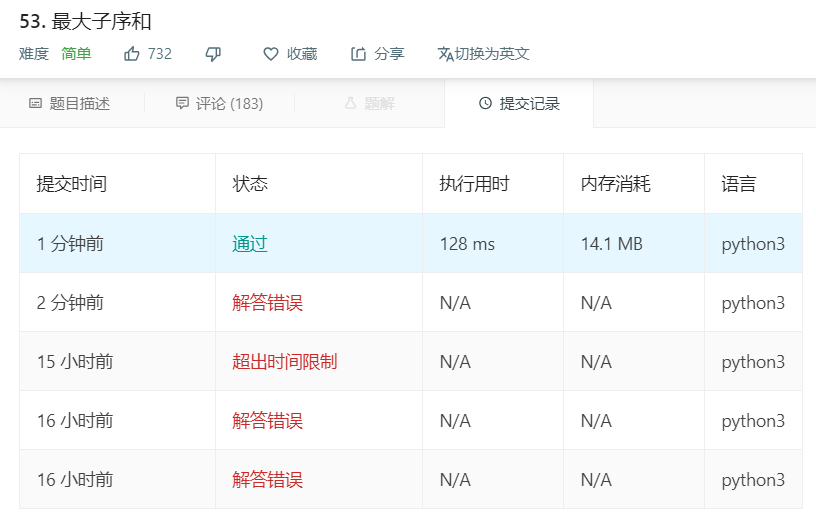 53. 最大子序和
难度 简单 732 收藏 分享 切换为英文
题目描述 评论 (183) 题解 提交记录
提交时间 状态 执行用时 内存消耗 语言
1 分钟前 通过 128 ms 14.1 MB python3
2 分钟前 解答错误 N/A N/A python3
15 小时前 超出时间限制 N/A N/A python3
16 小时前 解答错误 N/A N/A python3
16 小时前 解答错误 N/A N/A python3